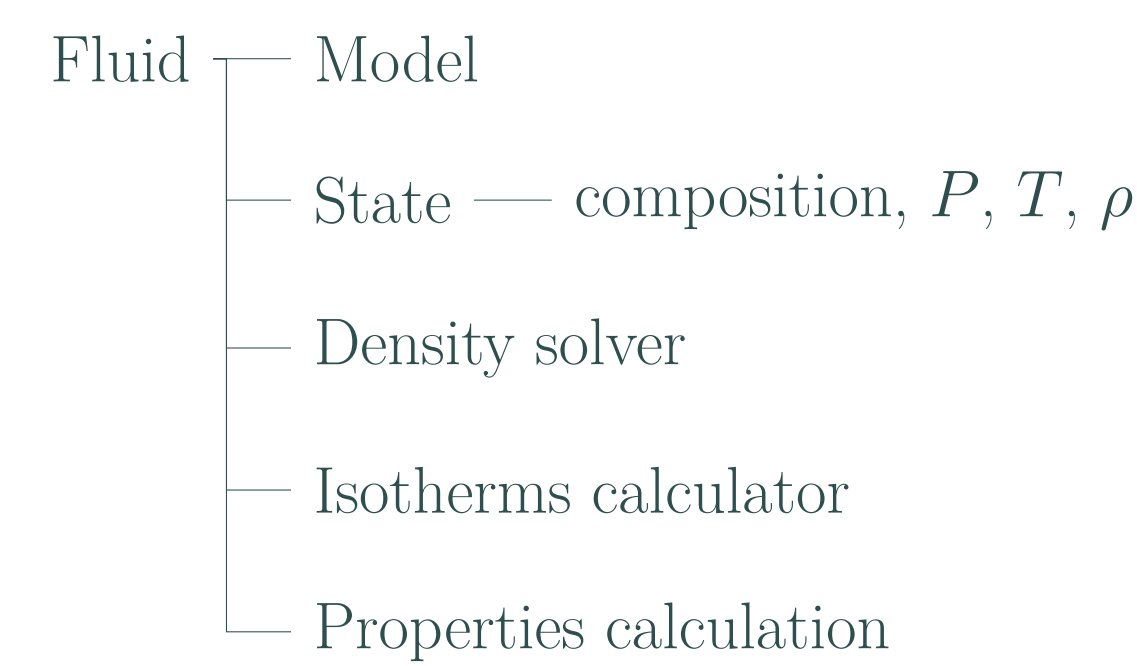 Fluid Model
State composition, P, T, ρ
Density solver
Isotherms calculator
Properties calculation